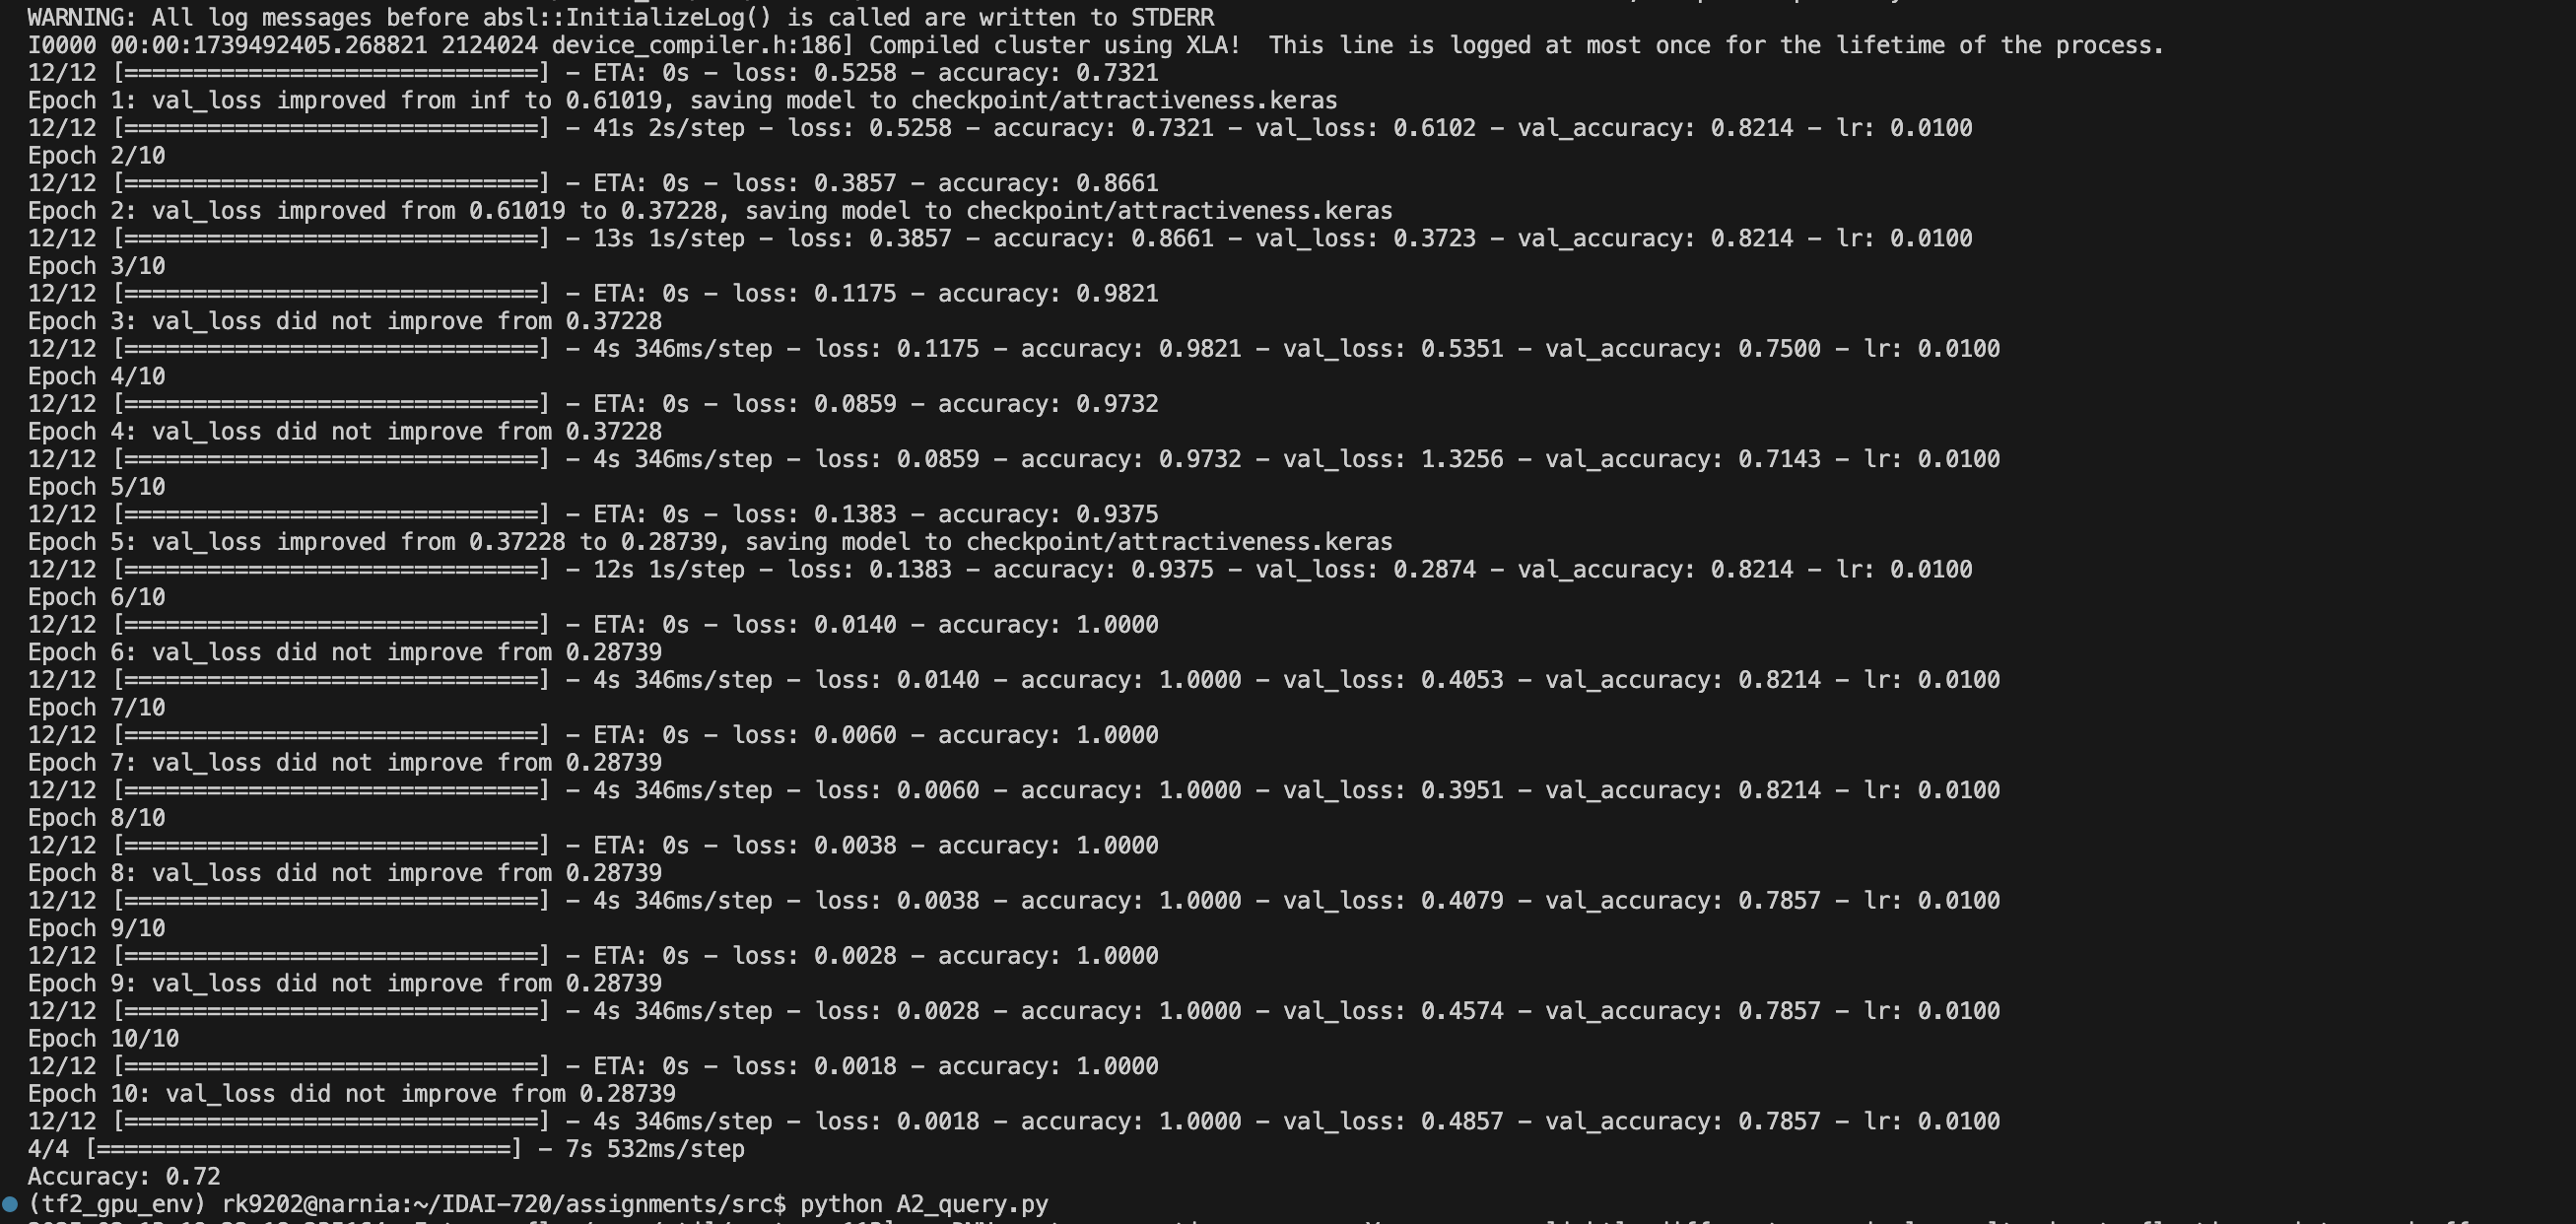 WARNING: All log messages before absl::InitializeLog() is called are written to STDERR
I0000 00:00:1739492405.268821 2124024 device_compiler.h:186] Compiled cluster using XLA!  This line is logged at most once for the lifetime of the process.
12/12 [==============================] - ETA: 0s - loss: 0.5258 - accuracy: 0.7321
Epoch 1: val_loss improved from inf to 0.61019, saving model to checkpoint/attractiveness.keras
12/12 [==============================] - 41s 2s/step - loss: 0.5258 - accuracy: 0.7321 - val_loss: 0.6102 - val_accuracy: 0.8214 - lr: 0.0100
Epoch 2/10
12/12 [==============================] - ETA: 0s - loss: 0.3857 - accuracy: 0.8661
Epoch 2: val_loss improved from 0.61019 to 0.37228, saving model to checkpoint/attractiveness.keras
12/12 [==============================] - 13s 1s/step - loss: 0.3857 - accuracy: 0.8661 - val_loss: 0.3723 - val_accuracy: 0.8214 - lr: 0.0100
Epoch 3/10
12/12 [==============================] - ETA: 0s - loss: 0.1175 - accuracy: 0.9821
Epoch 3: val_loss did not improve from 0.37228
12/12 [==============================] - 4s 346ms/step - loss: 0.1175 - accuracy: 0.9821 - val_loss: 0.5351 - val_accuracy: 0.7500 - lr: 0.0100
Epoch 4/10
12/12 [==============================] - ETA: 0s - loss: 0.0859 - accuracy: 0.9732
Epoch 4: val_loss did not improve from 0.37228
12/12 [==============================] - 4s 346ms/step - loss: 0.0859 - accuracy: 0.9732 - val_loss: 1.3256 - val_accuracy: 0.7143 - lr: 0.0100
Epoch 5/10
12/12 [==============================] - ETA: 0s - loss: 0.1383 - accuracy: 0.9375
Epoch 5: val_loss improved from 0.37228 to 0.28739, saving model to checkpoint/attractiveness.keras
12/12 [==============================] - 12s 1s/step - loss: 0.1383 - accuracy: 0.9375 - val_loss: 0.2874 - val_accuracy: 0.8214 - lr: 0.0100
Epoch 6/10
12/12 [==============================] - ETA: 0s - loss: 0.0140 - accuracy: 1.0000
Epoch 6: val_loss did not improve from 0.28739
12/12 [==============================] - 4s 346ms/step - loss: 0.0140 - accuracy: 1.0000 - val_loss: 0.4053 - val_accuracy: 0.8214 - lr: 0.0100
Epoch 7/10
12/12 [==============================] - ETA: 0s - loss: 0.0060 - accuracy: 1.0000
Epoch 7: val_loss did not improve from 0.28739
12/12 [==============================] - 4s 346ms/step - loss: 0.0060 - accuracy: 1.0000 - val_loss: 0.3951 - val_accuracy: 0.8214 - lr: 0.0100
Epoch 8/10
12/12 [==============================] - ETA: 0s - loss: 0.0038 - accuracy: 1.0000
Epoch 8: val_loss did not improve from 0.28739
12/12 [==============================] - 4s 346ms/step - loss: 0.0038 - accuracy: 1.0000 - val_loss: 0.4079 - val_accuracy: 0.7857 - lr: 0.0100
Epoch 9/10
12/12 [==============================] - ETA: 0s - loss: 0.0028 - accuracy: 1.0000
Epoch 9: val_loss did not improve from 0.28739
12/12 [==============================] - 4s 346ms/step - loss: 0.0028 - accuracy: 1.0000 - val_loss: 0.4574 - val_accuracy: 0.7857 - lr: 0.0100
Epoch 10/10
12/12 [==============================] - ETA: 0s - loss: 0.0018 - accuracy: 1.0000
Epoch 10: val_loss did not improve from 0.28739
12/12 [==============================] - 4s 346ms/step - loss: 0.0018 - accuracy: 1.0000 - val_loss: 0.4857 - val_accuracy: 0.7857 - lr: 0.0100
4/4 [==============================] - 7s 532ms/step
Accuracy: 0.72
(tf2_gpu_env) rk9202@narnia:~/IDAI-720/assignments/src$ python A2_query.py